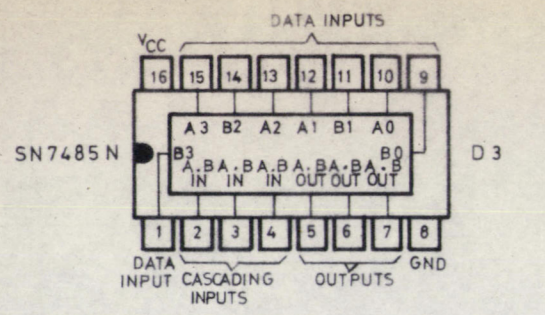 DATA INPUTS
VCC
16 15 14 13 12 11 10 9
A3 B2 A2 A1 B1 A0
SN7485N B3 B0 D3
A.B A.B A.B A.B A.B A.B
IN IN IN OUT OUT OUT
1 2 3 4 5 6 7 8
DATA INPUT CASCADING INPUTS OUTPUTS GND